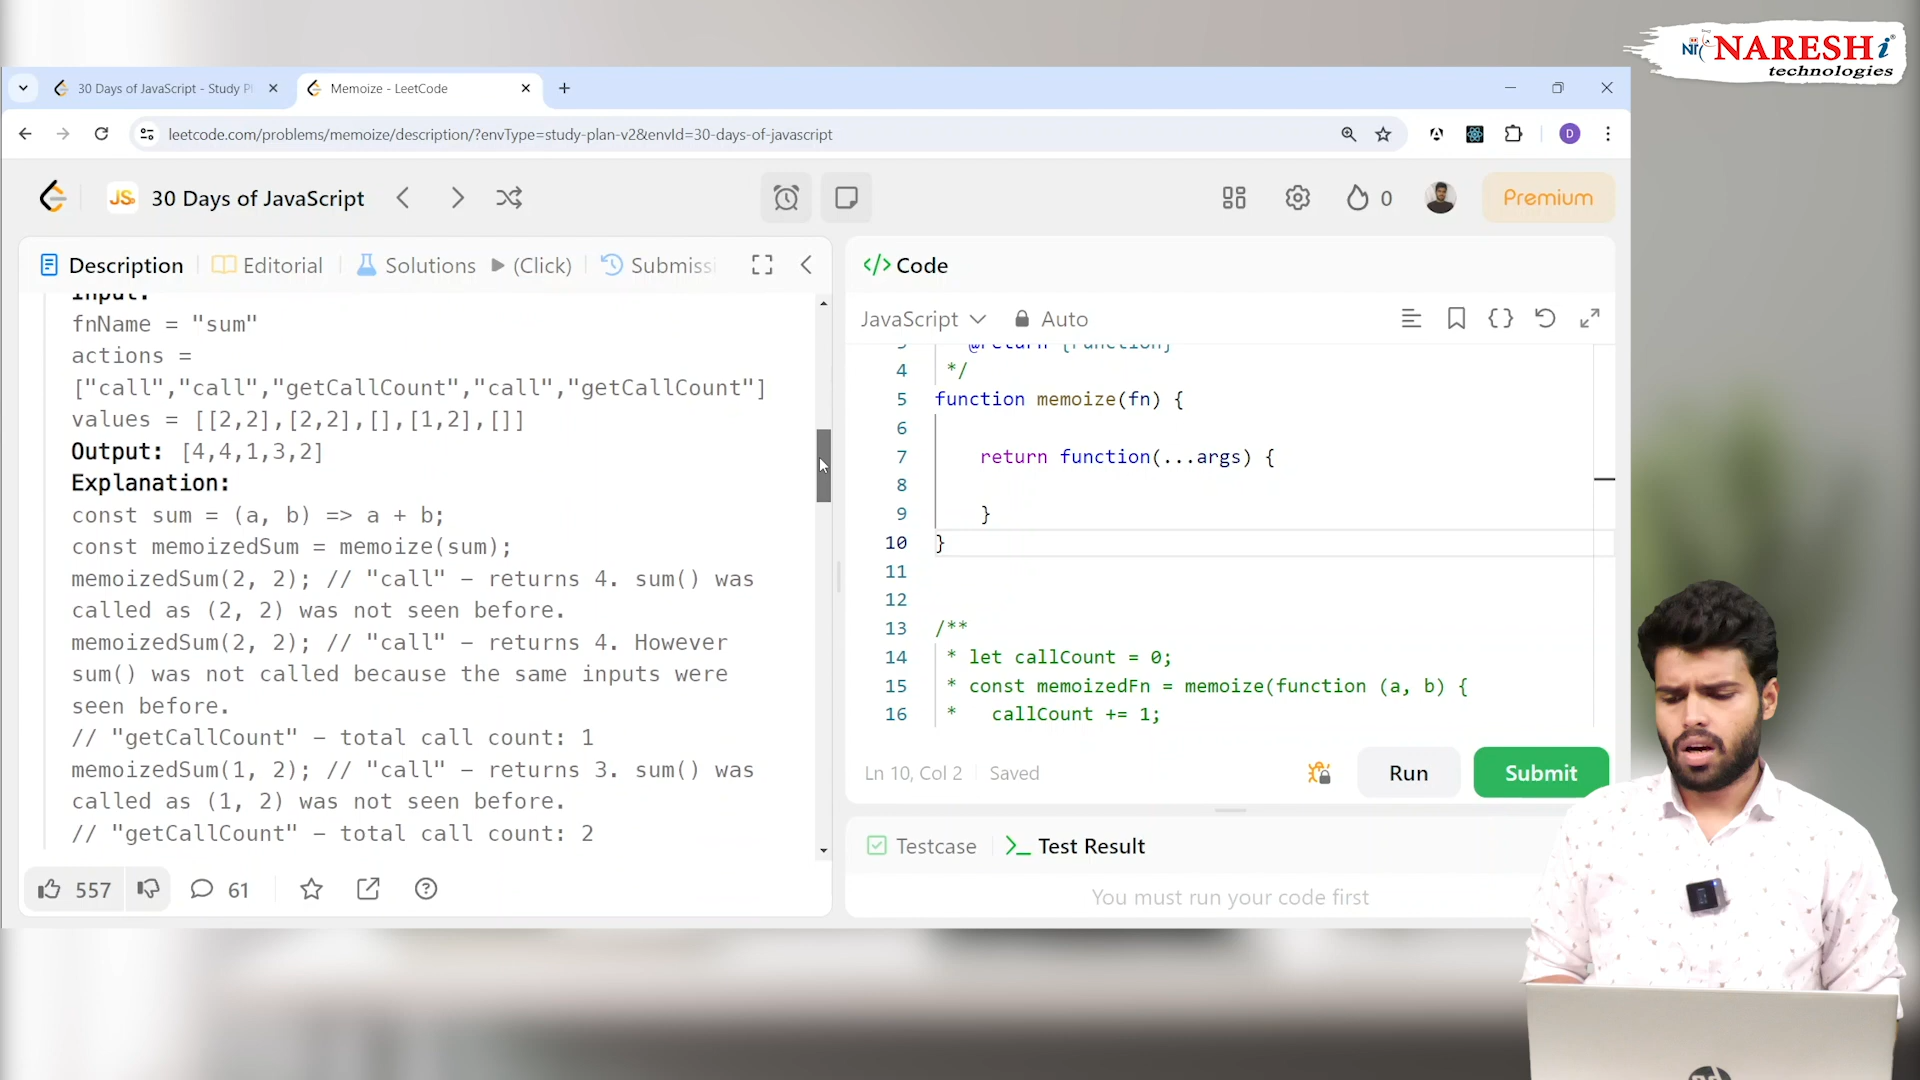 NT NARESH i
technologies
30 Days of JavaScript - Study Pl
Memoize - LeetCode
leetcode.com/problems/memoize/description/?envType=study-plan-v2&envId=30-days-of-javascript
D
JS 30 Days of JavaScript
0
Premium
Description
Editorial
Solutions
(Click)
Submissi
</> Code
Input:
fnName = "sum"
actions =
["call","call","getCallCount","call","getCallCount"]
values = [[2,2],[2,2],[],[1,2],[]]
Output: [4,4,1,3,2]
Explanation:
const sum = (a, b) => a + b;
const memoizedSum = memoize(sum);
memoizedSum(2, 2); // "call" - returns 4. sum() was
called as (2, 2) was not seen before.
memoizedSum(2, 2); // "call" - returns 4. However
sum() was not called because the same inputs were
seen before.
// "getCallCount" - total call count: 1
memoizedSum(1, 2); // "call" - returns 3. sum() was
called as (1, 2) was not seen before.
// "getCallCount" - total call count: 2
557
61
JavaScript
Auto
3 @return {Function}
4 */
5 function memoize(fn) {
6
7 return function(...args) {
8
9 }
10 }
11
12
13 /**
14 * let callCount = 0;
15 * const memoizedFn = memoize(function (a, b) {
16 * callCount += 1;
Ln 10, Col 2
Saved
Run
Submit
Testcase
Test Result
You must run your code first